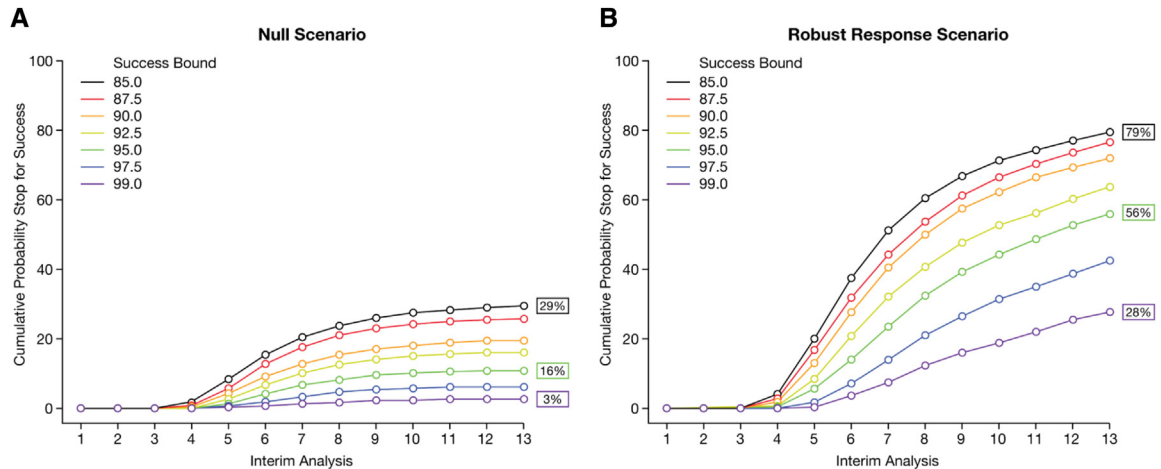 A
Null Scenario
Cumulative Probability Stop for Success
100
80
60
40
20
0
Success Bound
85.0
87.5
90.0
92.5
95.0
97.5
99.0
29%
16%
3%
1 2 3 4 5 6 7 8 9 10 11 12 13
Interim Analysis
B
Robust Response Scenario
Cumulative Probability Stop for Success
100
80
60
40
20
0
Success Bound
85.0
87.5
90.0
92.5
95.0
97.5
99.0
79%
56%
28%
1 2 3 4 5 6 7 8 9 10 11 12 13
Interim Analysis